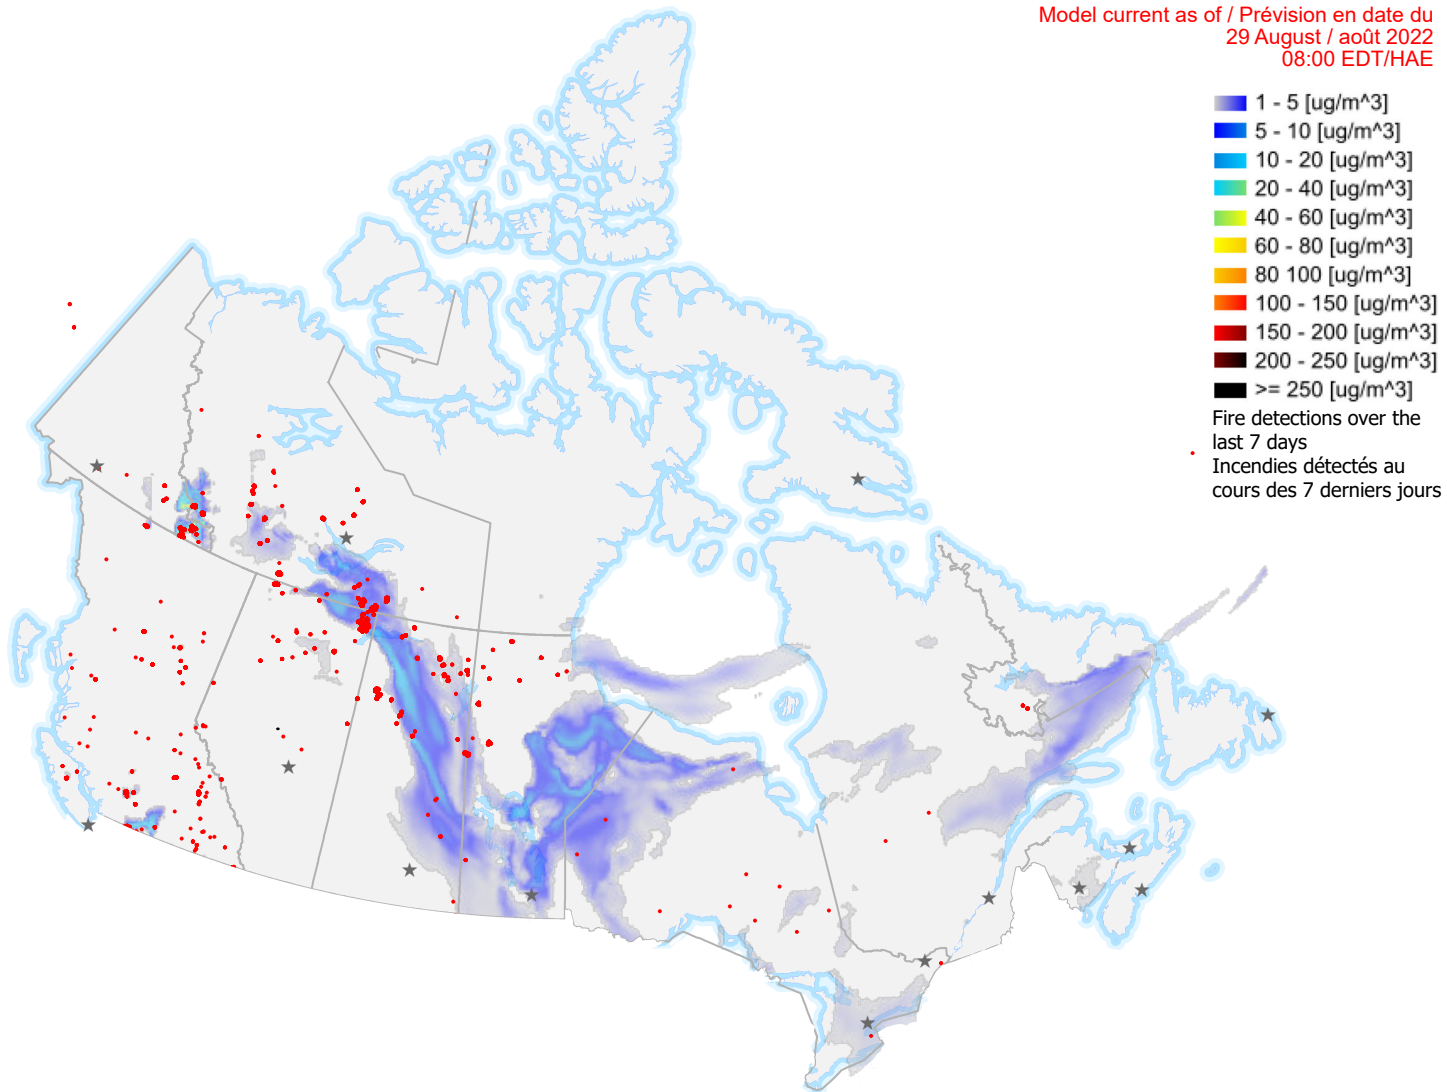 Model current as of / Prévision en date du
29 August / août 2022
08:00 EDT/HAE
1 - 5 [ug/m^3]
5 - 10 [ug/m^3]
10 - 20 [ug/m^3]
20 - 40 [ug/m^3]
40 - 60 [ug/m^3]
60 - 80 [ug/m^3]
80 100 [ug/m^3]
100 - 150 [ug/m^3]
150 - 200 [ug/m^3]
200 - 250 [ug/m^3]
>= 250 [ug/m^3]
Fire detections over the
last 7 days
Incendies détectés au
cours des 7 derniers jours